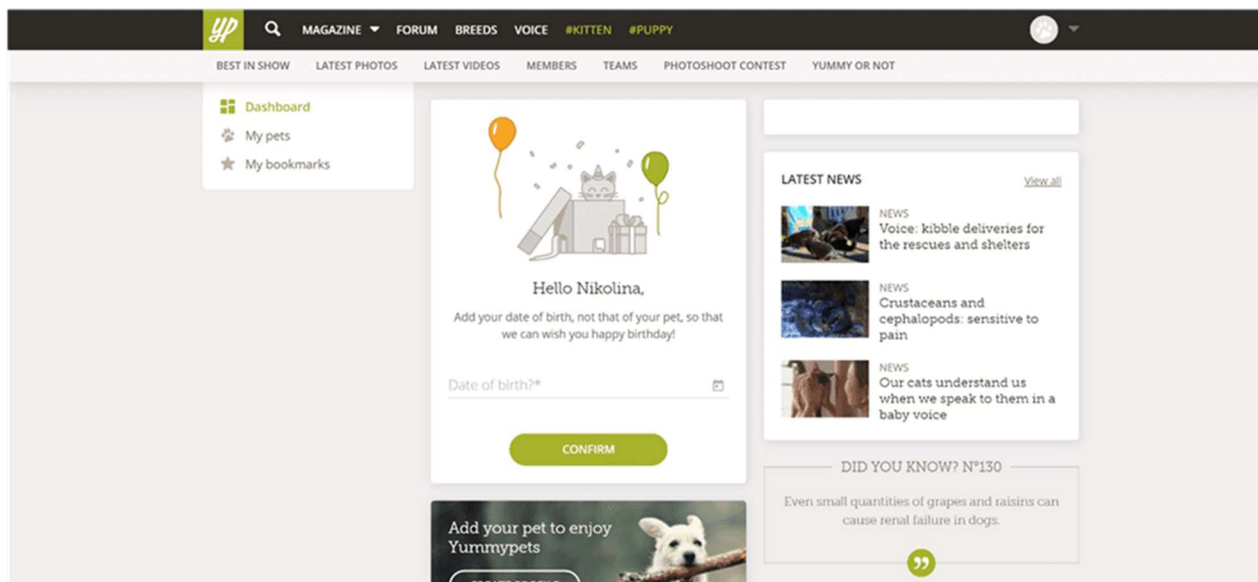 yp MAGAZINE FORUM BREEDS VOICE #KITTEN #PUPPY
BEST IN SHOW LATEST PHOTOS LATEST VIDEOS MEMBERS TEAMS PHOTOSHOOT CONTEST YUMMY OR NOT
Dashboard
My pets
My bookmarks
Hello Nikolina,
Add your date of birth, not that of your pet, so that
we can wish you happy birthday!
Date of birth?*
CONFIRM
Add your pet to enjoy
Yummypets
LATEST NEWS View all
NEWS
Voice: kibble deliveries for
the rescues and shelters
NEWS
Crustaceans and
cephalopods: sensitive to
pain
NEWS
Our cats understand us
when we speak to them in a
baby voice
DID YOU KNOW? N°130
Even small quantities of grapes and raisins can
cause renal failure in dogs.